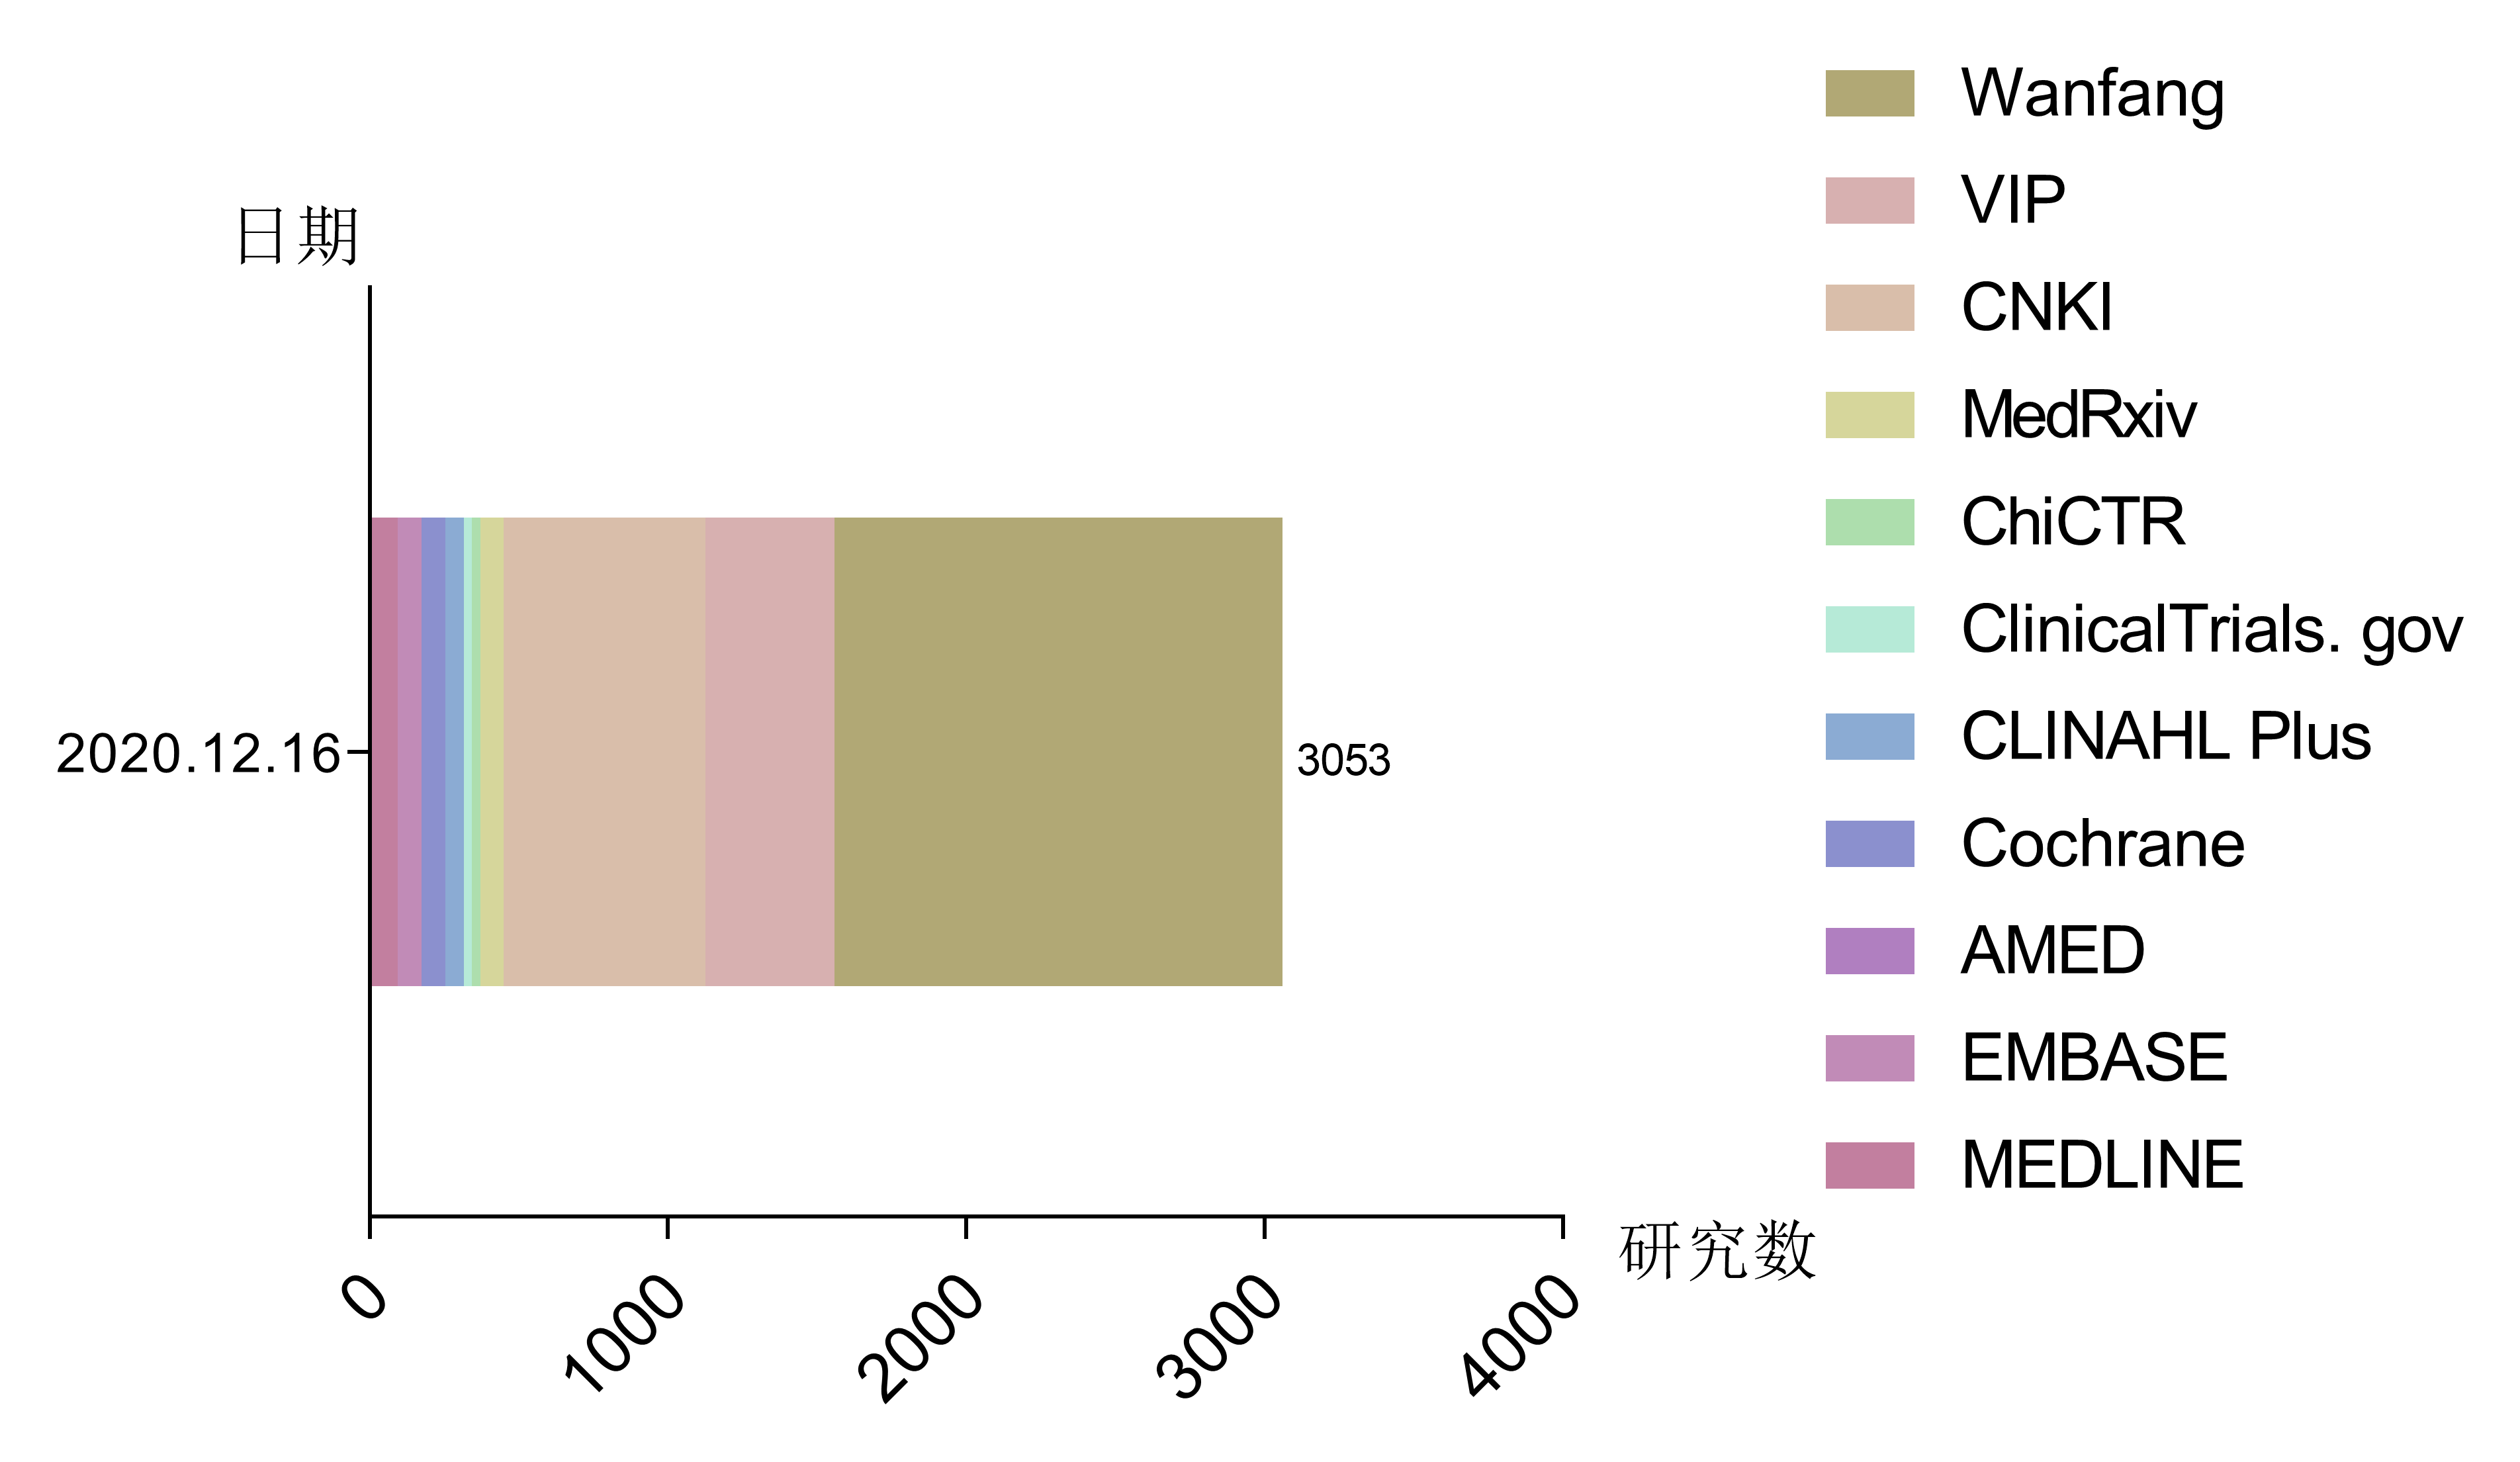 Wanfang
VIP
日期
CNKI
MedRxiv
ChiCTR
ClinicalTrials. gov
CLINAHL Plus
2020.12.16
3053
Cochrane
AMED
EMBASE
MEDLINE
研究数
0
1000
2000
3000
4000